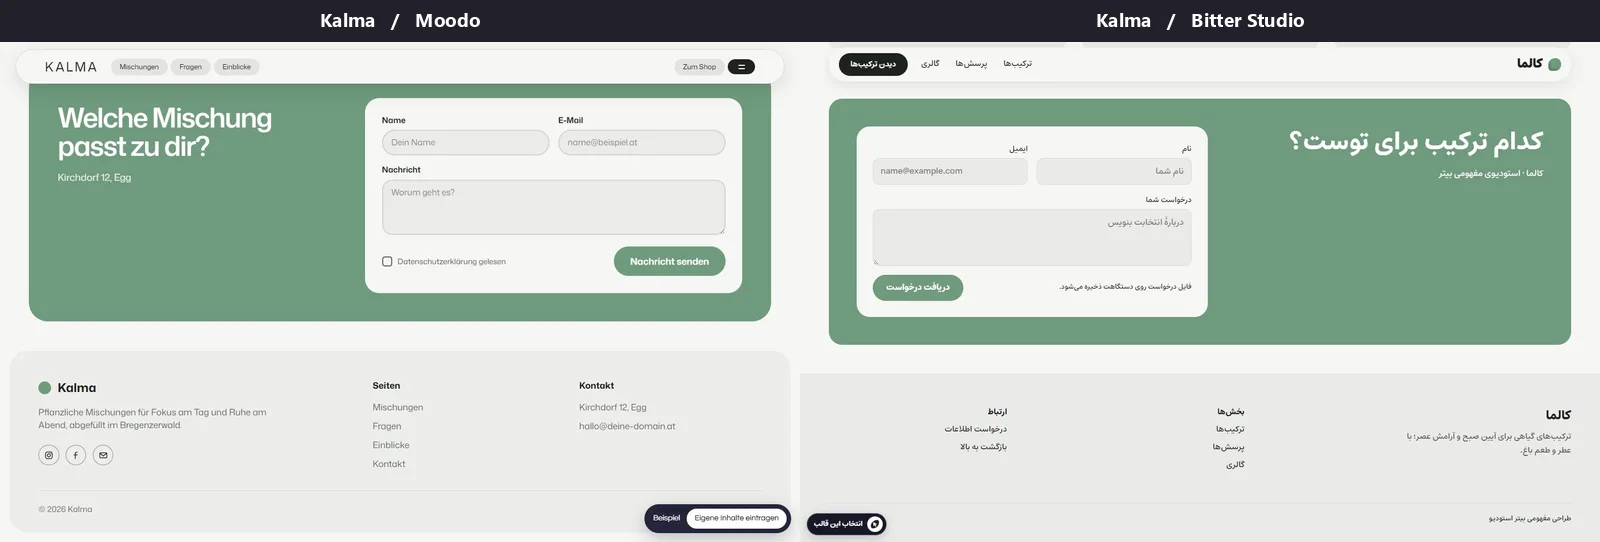 Kalma / Moodo
KALMA
Mischungen
Fragen
Einblicke
Zum Shop
Welche Mischung
passt zu dir?
Kirchdorf 12, Egg
Name
E-Mail
Dein Name
name@beispiel.at
Nachricht
Worum geht es?
Datenschutzerklärung gelesen
Nachricht senden
Kalma
Pflanzliche Mischungen für Fokus am Tag und Ruhe am
Abend, abgefüllt im Bregenzerwald.
Seiten
Mischungen
Fragen
Einblicke
Kontakt
Kontakt
Kirchdorf 12, Egg
hallo@deine-domain.at
© 2026 Kalma
Beispiel
Eigene Inhalte eintragen
Kalma / Bitter Studio
کالما
ترکیب‌ها
پرسش‌ها
گالری
دیدن ترکیب‌ها
کدام ترکیب برای توست؟
کالما · استودیوی مفهومی بیتر
نام
ایمیل
نام شما
name@example.com
درخواست شما
دربارهٔ انتخابت بنویس
فایل درخواست روی دستگاهت ذخیره می‌شود.
دریافت درخواست
کالما
ترکیب‌های گیاهی برای آیین صبح و آرامش عصر؛ با
عطر و طعم باغ.
بخش‌ها
ترکیب‌ها
پرسش‌ها
گالری
ارتباط
درخواست اطلاعات
بازگشت به بالا
طراحی مفهومی بیتر استودیو
انتخاب این قالب